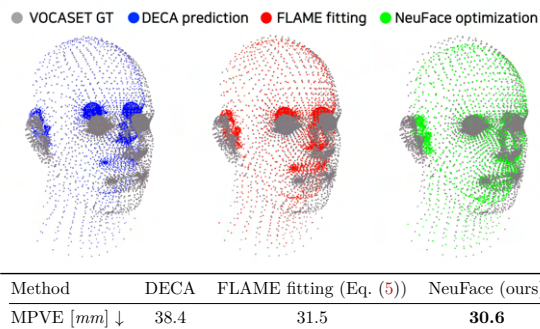 VOCASET GT DECA prediction FLAME fitting NeuFace optimization
Method DECA FLAME fitting (Eq. (5)) NeuFace (ours)
MPVE [mm] ↓ 38.4 31.5 30.6